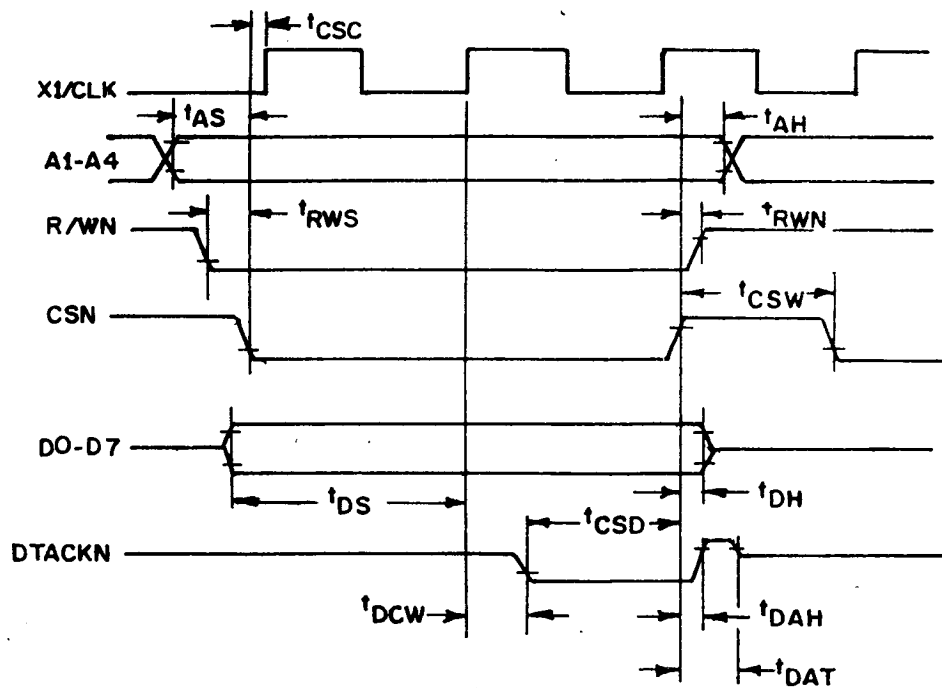 tCSC
X1/CLK
tAS
tAH
A1-A4
R/WN
tRWS
tRWN
CSN
tCSW
D0-D7
tDS
tDH
tCSD
DTACKN
tDCW
tDAH
tDAT